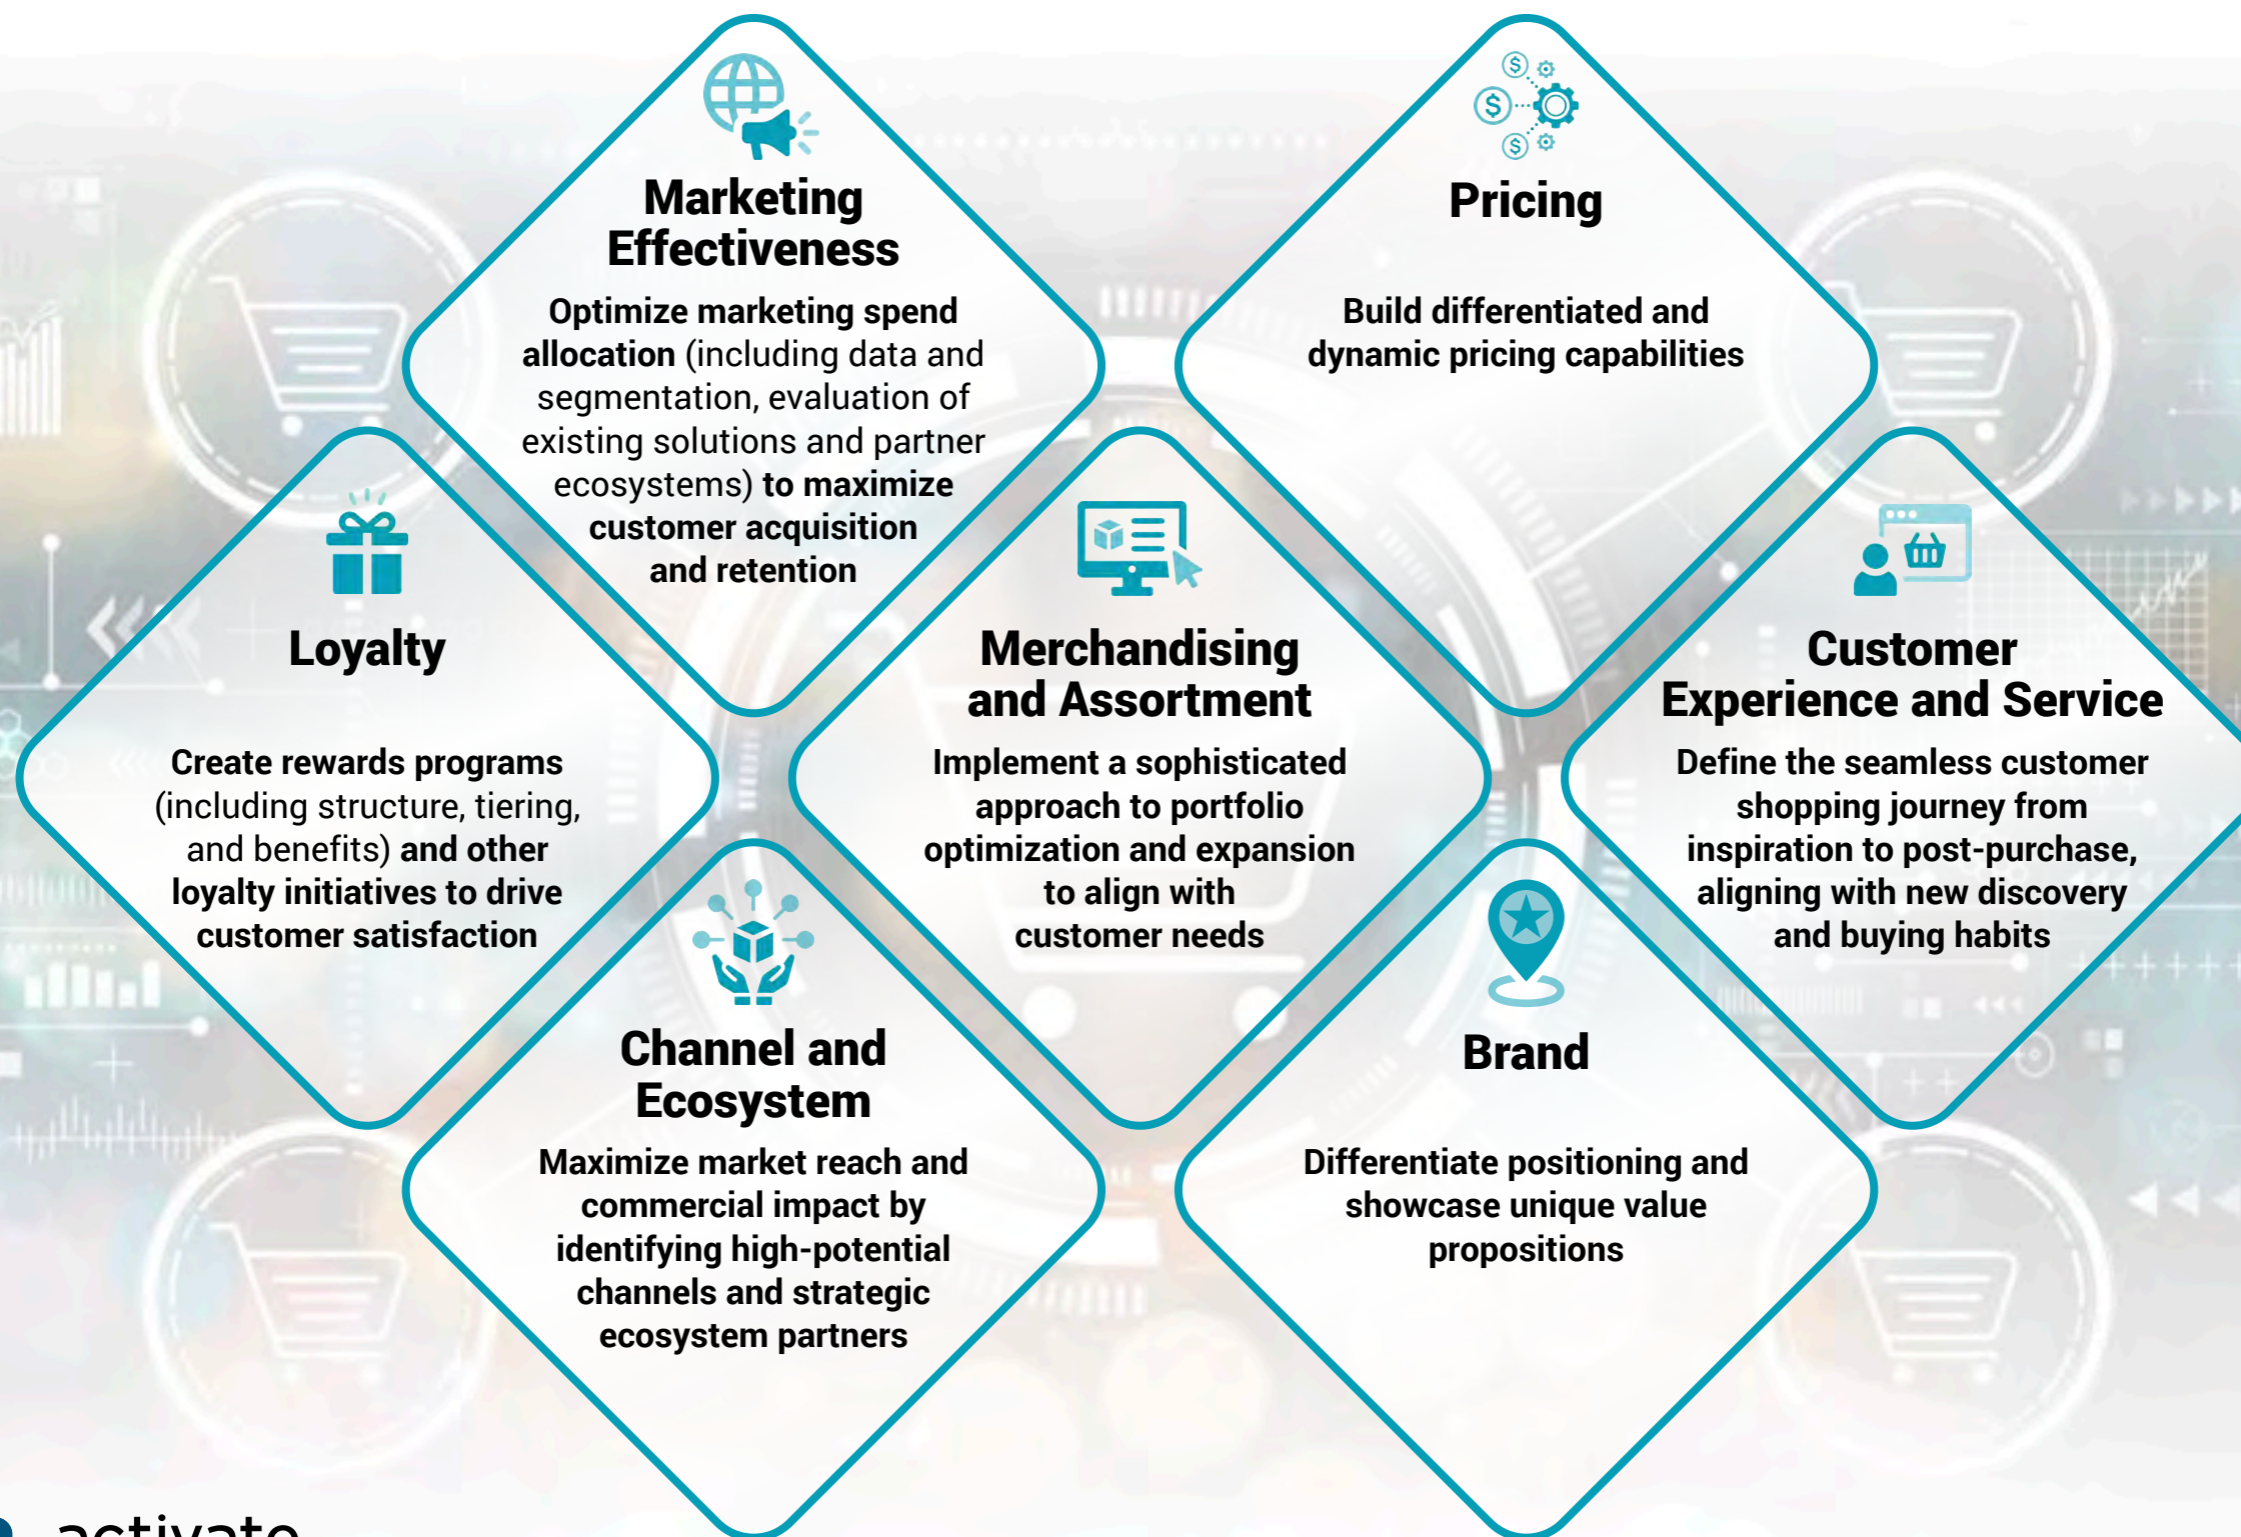 Marketing
Effectiveness
Optimize marketing spend
allocation (including data and
segmentation, evaluation of
existing solutions and partner
ecosystems) to maximize
customer acquisition
and retention
Pricing
Build differentiated and
dynamic pricing capabilities
Loyalty
Create rewards programs
(including structure, tiering,
and benefits) and other
loyalty initiatives to drive
customer satisfaction
Merchandising
and Assortment
Implement a sophisticated
approach to portfolio
optimization and expansion
to align with
customer needs
Customer
Experience and Service
Define the seamless customer
shopping journey from
inspiration to post-purchase,
aligning with new discovery
and buying habits
Channel and
Ecosystem
Maximize market reach and
commercial impact by
identifying high-potential
channels and strategic
ecosystem partners
Brand
Differentiate positioning and
showcase unique value
propositions
activate